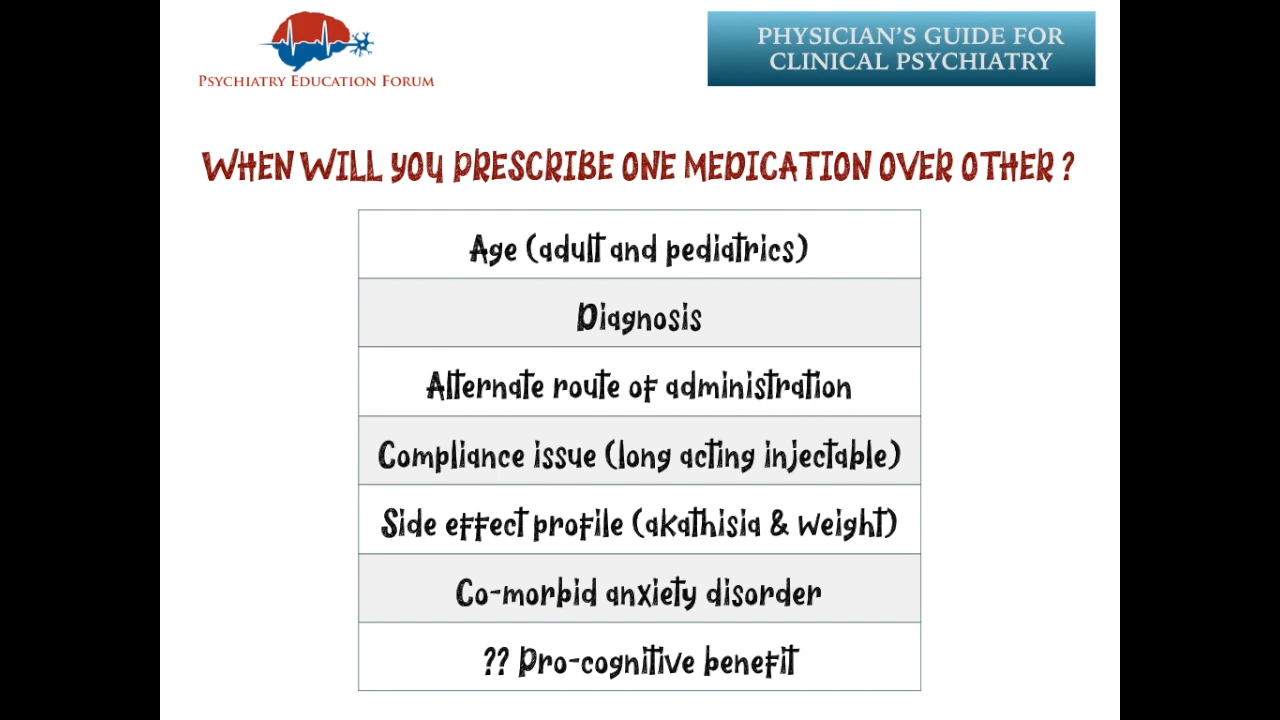 Psychiatry Education Forum
PHYSICIAN'S GUIDE FOR
CLINICAL PSYCHIATRY
WHEN WILL YOU PRESCRIBE ONE MEDICATION OVER OTHER ?
Age (adult and pediatrics)
Diagnosis
Alternate route of administration
Compliance issue (long acting injectable)
Side effect profile (akathisia & weight)
Co-morbid anxiety disorder
?? Pro-cognitive benefit